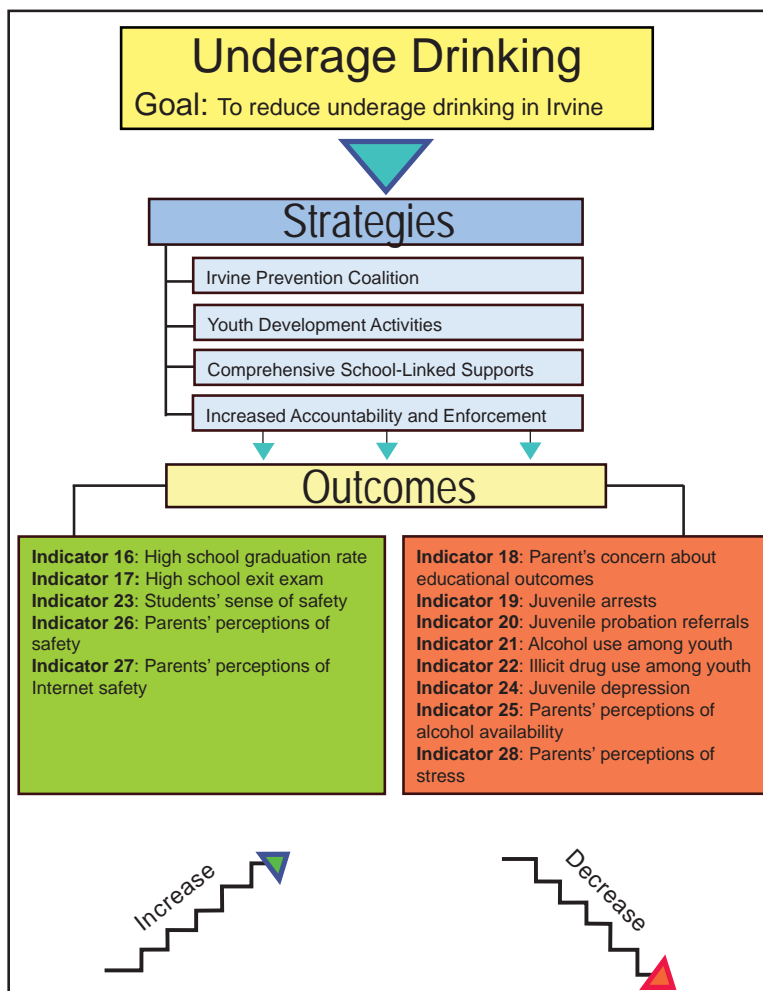 Underage Drinking
Goal: To reduce underage drinking in Irvine
Strategies
Irvine Prevention Coalition
Youth Development Activities
Comprehensive School-Linked Supports
Increased Accountability and Enforcement
Outcomes
Indicator 16: High school graduation rate
Indicator 17: High school exit exam
Indicator 23: Students’ sense of safety
Indicator 26: Parents’ perceptions of
safety
Indicator 27: Parents’ perceptions of
Internet safety
Indicator 18: Parent’s concern about
educational outcomes
Indicator 19: Juvenile arrests
Indicator 20: Juvenile probation referrals
Indicator 21: Alcohol use among youth
Indicator 22: Illicit drug use among youth
Indicator 24: Juvenile depression
Indicator 25: Parents’ perceptions of
alcohol availability
Indicator 28: Parents’ perceptions of
stress
Increase
Decrease